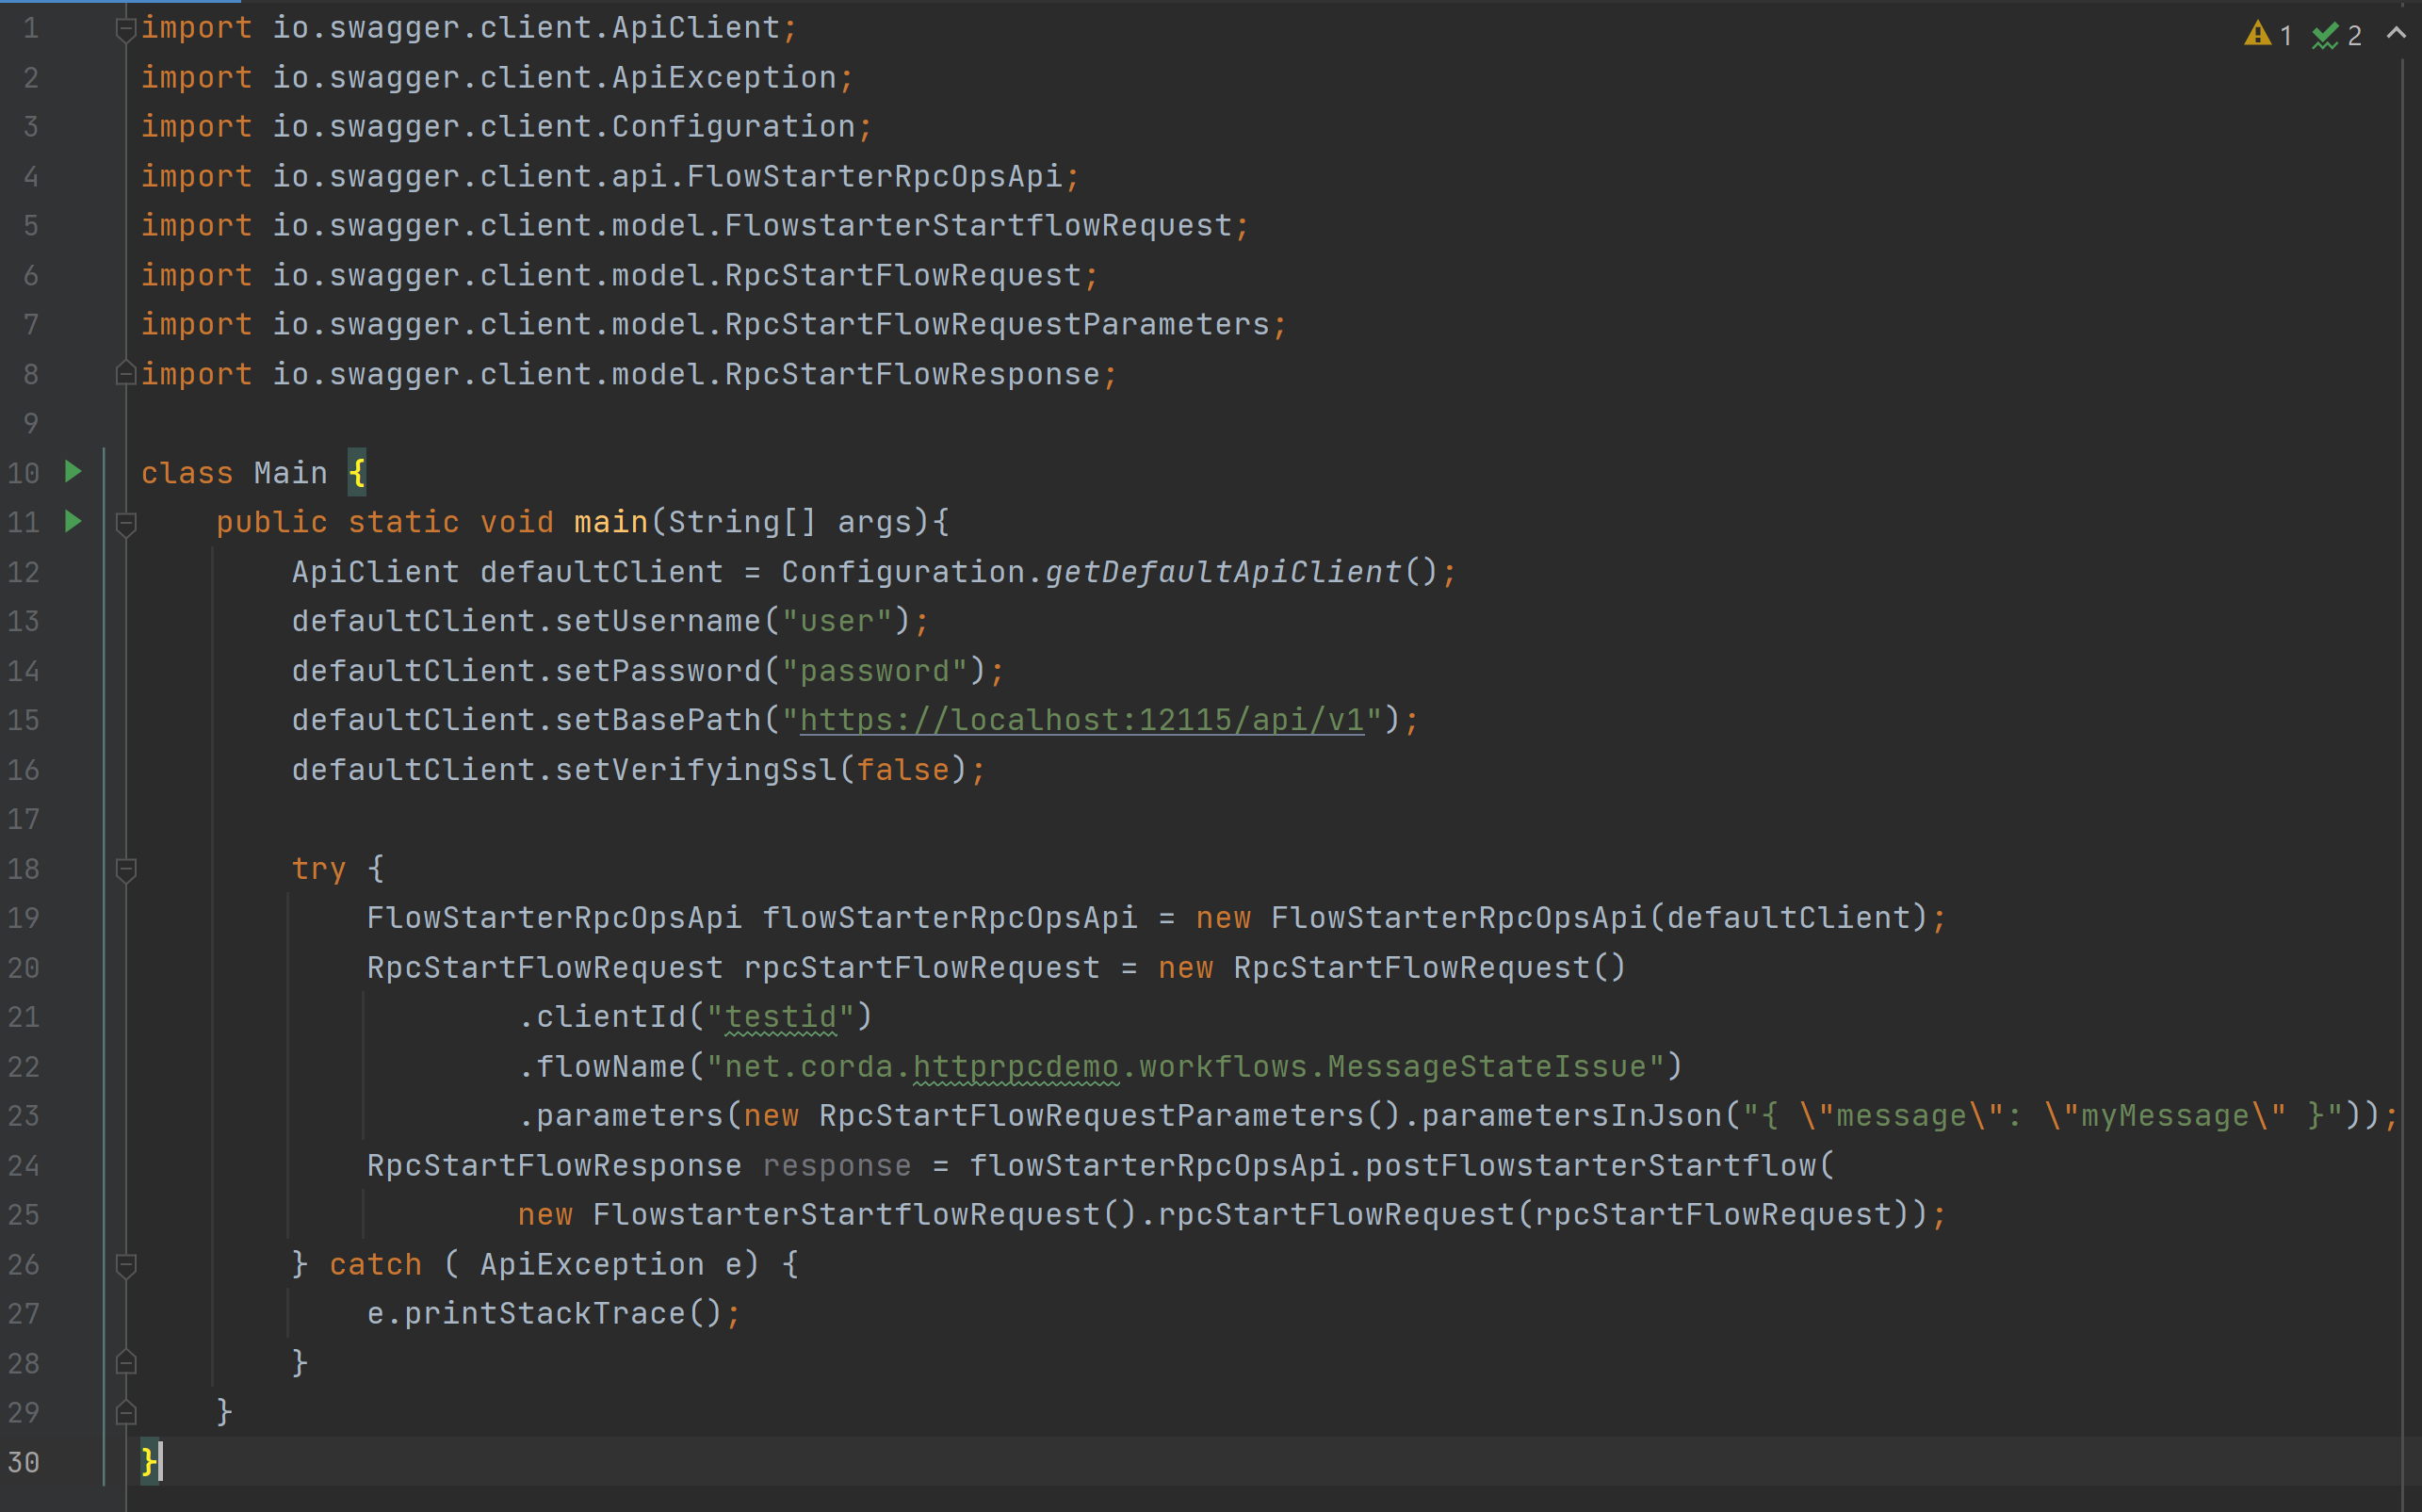 1 import io.swagger.client.ApiClient;
2 import io.swagger.client.ApiException;
3 import io.swagger.client.Configuration;
4 import io.swagger.client.api.FlowStarterRpcOpsApi;
5 import io.swagger.client.model.FlowstarterStartflowRequest;
6 import io.swagger.client.model.RpcStartFlowRequest;
7 import io.swagger.client.model.RpcStartFlowRequestParameters;
8 import io.swagger.client.model.RpcStartFlowResponse;
9
10 class Main {
11     public static void main(String[] args){
12         ApiClient defaultClient = Configuration.getDefaultApiClient();
13         defaultClient.setUsername("user");
14         defaultClient.setPassword("password");
15         defaultClient.setBasePath("https://localhost:12115/api/v1");
16         defaultClient.setVerifyingSsl(false);
17
18         try {
19             FlowStarterRpcOpsApi flowStarterRpcOpsApi = new FlowStarterRpcOpsApi(defaultClient);
20             RpcStartFlowRequest rpcStartFlowRequest = new RpcStartFlowRequest()
21                     .clientId("testid")
22                     .flowName("net.corda.httprpcdemo.workflows.MessageStateIssue")
23                     .parameters(new RpcStartFlowRequestParameters().parametersInJson("{ \"message\": \"myMessage\" }"));
24             RpcStartFlowResponse response = flowStarterRpcOpsApi.postFlowstarterStartflow(
25                     new FlowstarterStartflowRequest().rpcStartFlowRequest(rpcStartFlowRequest));
26         } catch ( ApiException e) {
27             e.printStackTrace();
28         }
29     }
30 }
1 2